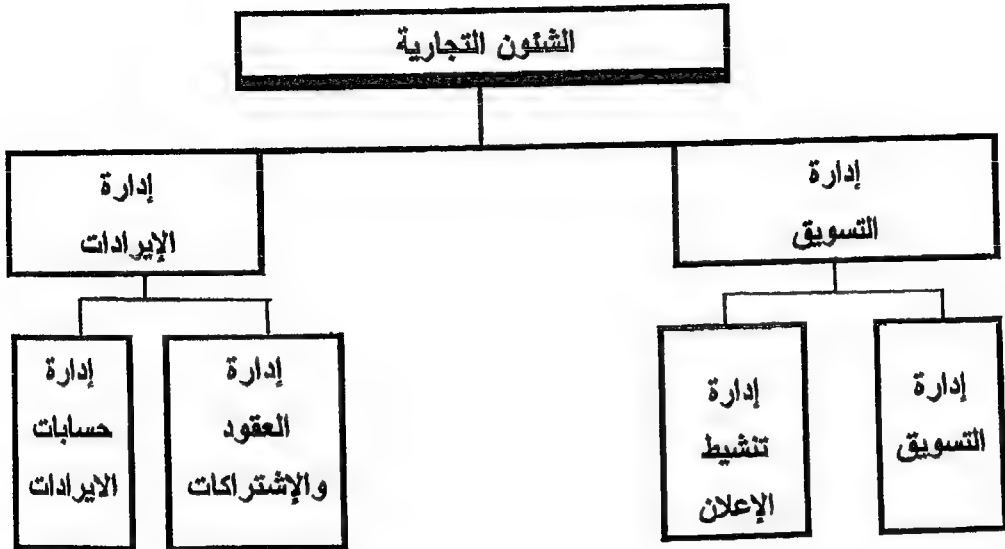 الشئون التجارية
إدارة
التسويق
إدارة
الإيرادات
إدارة
التسويق
إدارة
تنشيط
الإعلان
إدارة
العقود
والإشتراكات
إدارة
حسابات
الايرادات